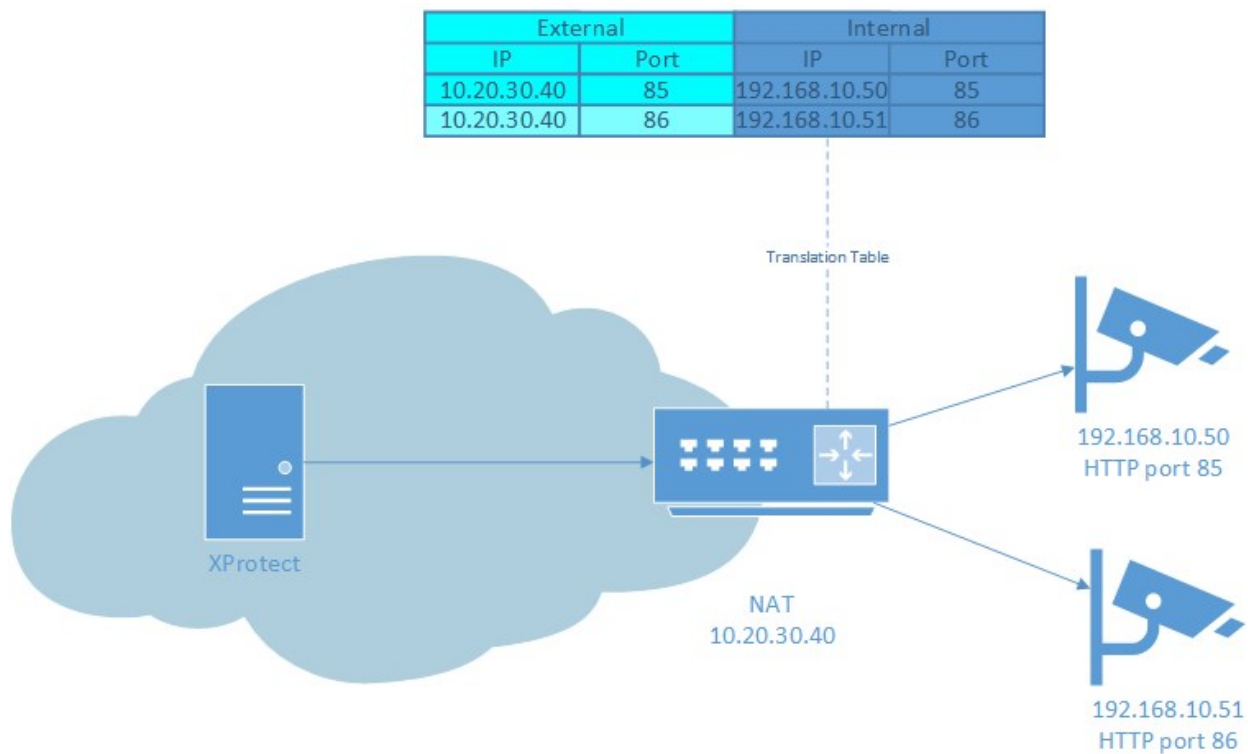 External Internal
IP Port IP Port
10.20.30.40 85 192.168.10.50 85
10.20.30.40 86 192.168.10.51 86
Translation Table
192.168.10.50
HTTP port 85
XProtect
NAT
10.20.30.40
192.168.10.51
HTTP port 86